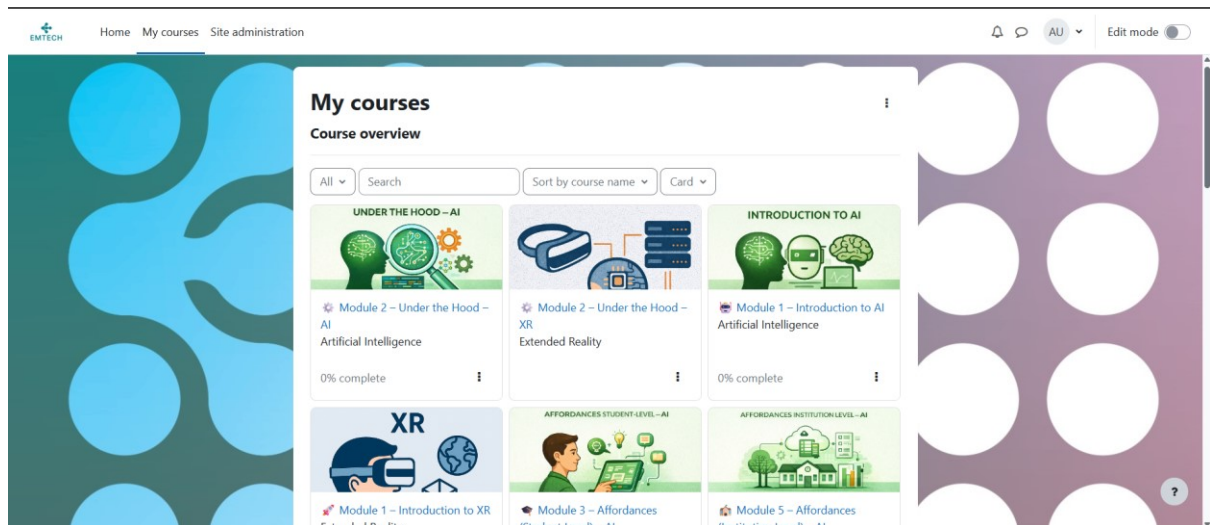 EMTECH
Home My courses Site administration
AU
Edit mode
My courses
Course overview
All
Search
Sort by course name
Card
UNDER THE HOOD – AI
Module 2 – Under the Hood –
AI
Artificial Intelligence
0% complete
Module 2 – Under the Hood –
XR
Extended Reality
INTRODUCTION TO AI
Module 1 – Introduction to AI
Artificial Intelligence
0% complete
XR
Module 1 – Introduction to XR
AFFORDANCES STUDENT-LEVEL – AI
Module 3 – Affordances
AFFORDANCES INSTITUTION LEVEL – AI
Module 5 – Affordances
?